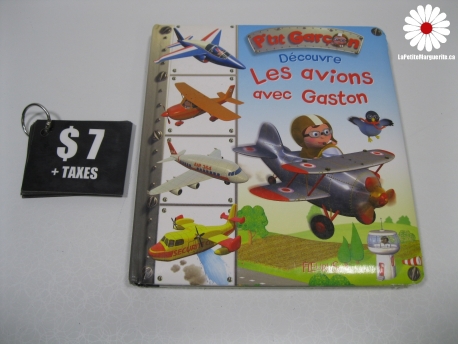 LaPetiteMarguerite.ca
P'tit Garçon
Découvre
Les avions
avec Gaston
$ 7
+ TAXES